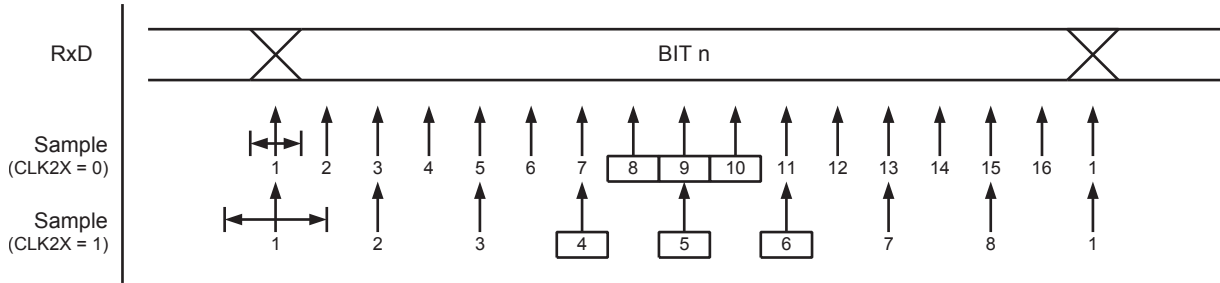 RxD
BIT n
Sample
(CLK2X = 0)
1 2 3 4 5 6 7 8 9 10 11 12 13 14 15 16 1
Sample
(CLK2X = 1)
1 2 3 4 5 6 7 8 1